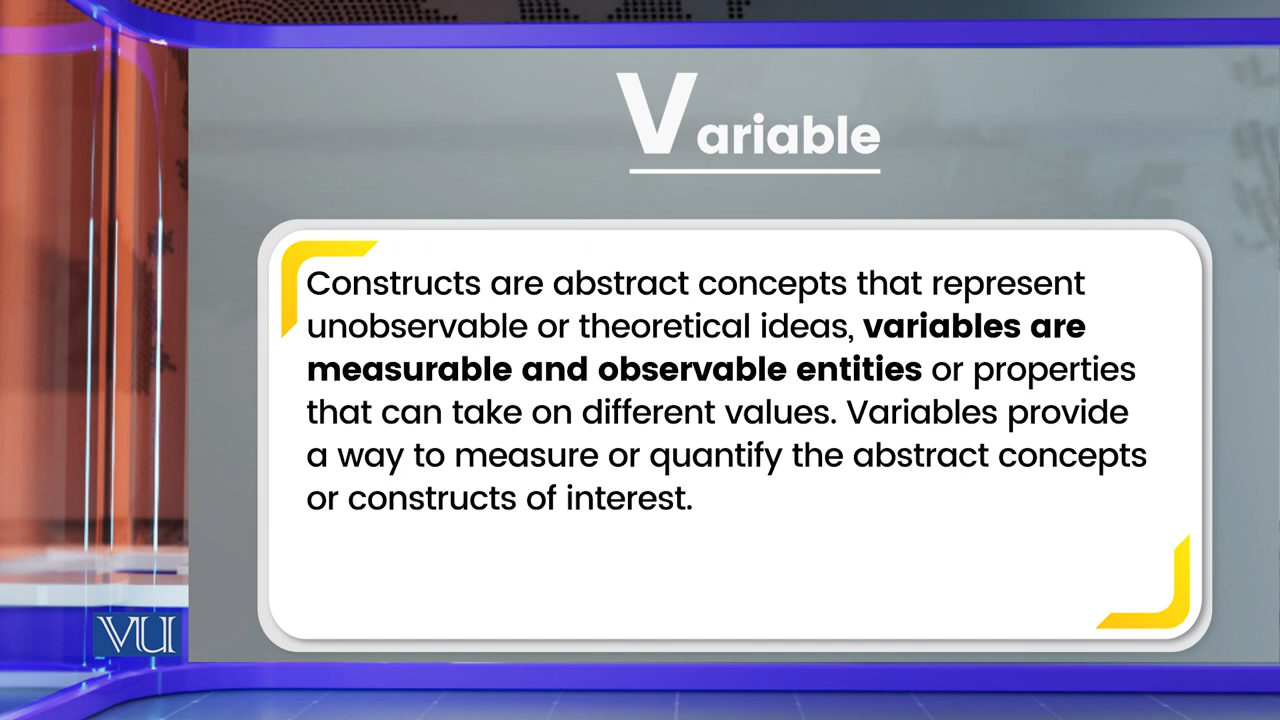 Variable
Constructs are abstract concepts that represent
unobservable or theoretical ideas, variables are
measurable and observable entities or properties
that can take on different values. Variables provide
a way to measure or quantify the abstract concepts
or constructs of interest.
VU